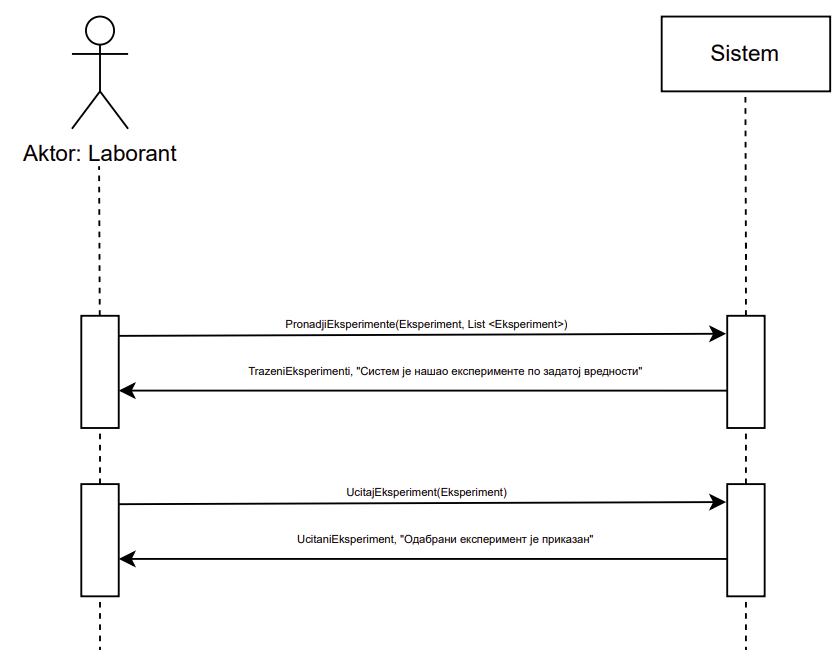 Sistem
Aktor: Laborant
PronadjiEksperimente(Eksperiment, List <Eksperiment>)
TrazeniEksperimenti, "Систем је нашао експерименте по задатој вредности"
UcitajEksperiment(Eksperiment)
UcitaniEksperiment, "Одабрани експеримент је приказан"